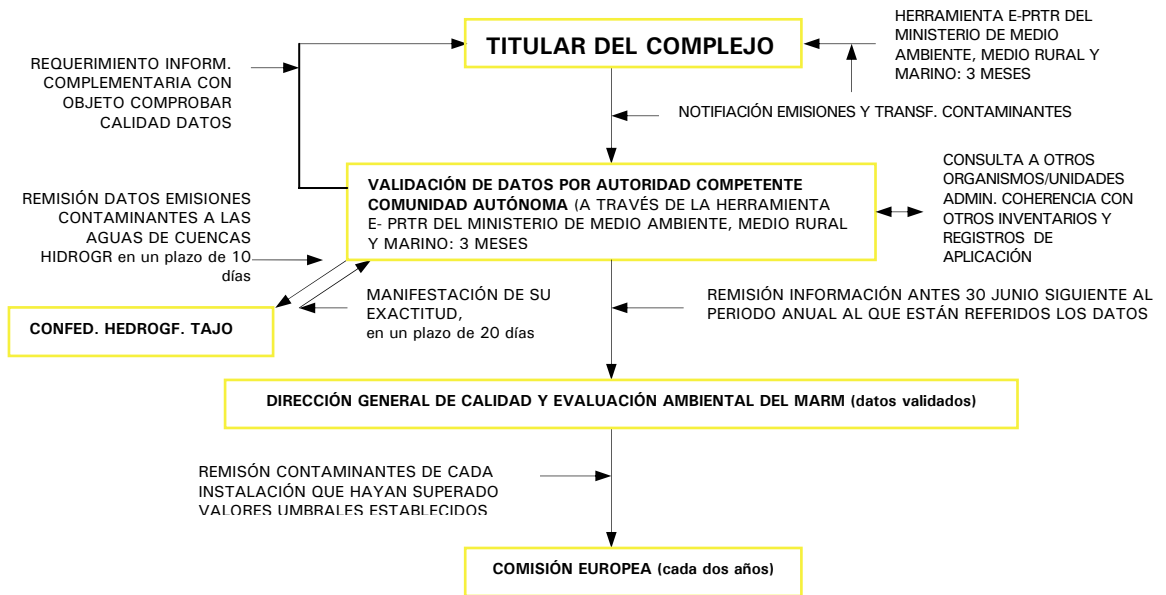 TITULAR DEL COMPLEJO
HERRAMIENTA E-PRTR DEL
MINISTERIO DE MEDIO
AMBIENTE, MEDIO RURAL Y
MARINO: 3 MESES
REQUERIMIENTO INFORM.
COMPLEMENTARIA CON
OBJETO COMPROBAR
CALIDAD DATOS
NOTIFIACIÓN EMISIONES Y TRANSF. CONTAMINANTES
VALIDACIÓN DE DATOS POR AUTORIDAD COMPETENTE
COMUNIDAD AUTÓNOMA (A TRAVÉS DE LA HERRAMIENTA
E- PRTR DEL MINISTERIO DE MEDIO AMBIENTE, MEDIO RURAL
Y MARINO: 3 MESES
CONSULTA A OTROS
ORGANISMOS/UNIDADES
ADMIN. COHERENCIA CON
OTROS INVENTARIOS Y
REGISTROS DE
APLICACIÓN
REMISIÓN DATOS EMISIONES
CONTAMINANTES A LAS
AGUAS DE CUENCAS
HIDROGR en un plazo de 10
días
MANIFESTACIÓN DE SU
EXACTITUD,
en un plazo de 20 días
REMISIÓN INFORMACIÓN ANTES 30 JUNIO SIGUIENTE AL
PERIODO ANUAL AL QUE ESTÁN REFERIDOS LOS DATOS
CONFED. HEDROGF. TAJO
DIRECCIÓN GENERAL DE CALIDAD Y EVALUACIÓN AMBIENTAL DEL MARM (datos validados)
REMISÓN CONTAMINANTES DE CADA
INSTALACIÓN QUE HAYAN SUPERADO
VALORES UMBRALES ESTABLECIDOS
COMISIÓN EUROPEA (cada dos años)